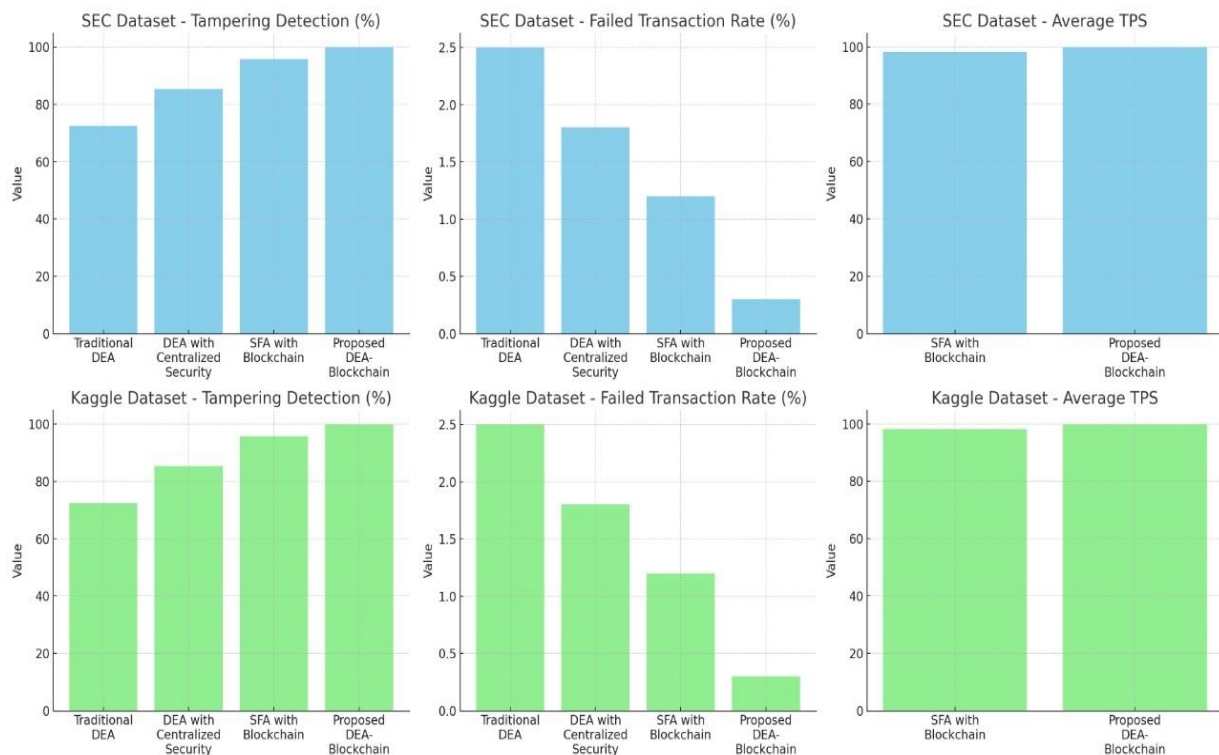 SEC Dataset - Tampering Detection (%)
Value
100
80
60
40
20
0
Traditional
DEA
DEA with
Centralized
Security
SFA with
Blockchain
Proposed
DEA-
Blockchain
SEC Dataset - Failed Transaction Rate (%)
Value
2.5
2.0
1.5
1.0
0.5
0.0
Traditional
DEA
DEA with
Centralized
Security
SFA with
Blockchain
Proposed
DEA-
Blockchain
SEC Dataset - Average TPS
Value
100
80
60
40
20
0
SFA with
Blockchain
Proposed
DEA-
Blockchain
Kaggle Dataset - Tampering Detection (%)
Value
100
80
60
40
20
0
Traditional
DEA
DEA with
Centralized
Security
SFA with
Blockchain
Proposed
DEA-
Blockchain
Kaggle Dataset - Failed Transaction Rate (%)
Value
2.5
2.0
1.5
1.0
0.5
0.0
Traditional
DEA
DEA with
Centralized
Security
SFA with
Blockchain
Proposed
DEA-
Blockchain
Kaggle Dataset - Average TPS
Value
100
80
60
40
20
0
SFA with
Blockchain
Proposed
DEA-
Blockchain